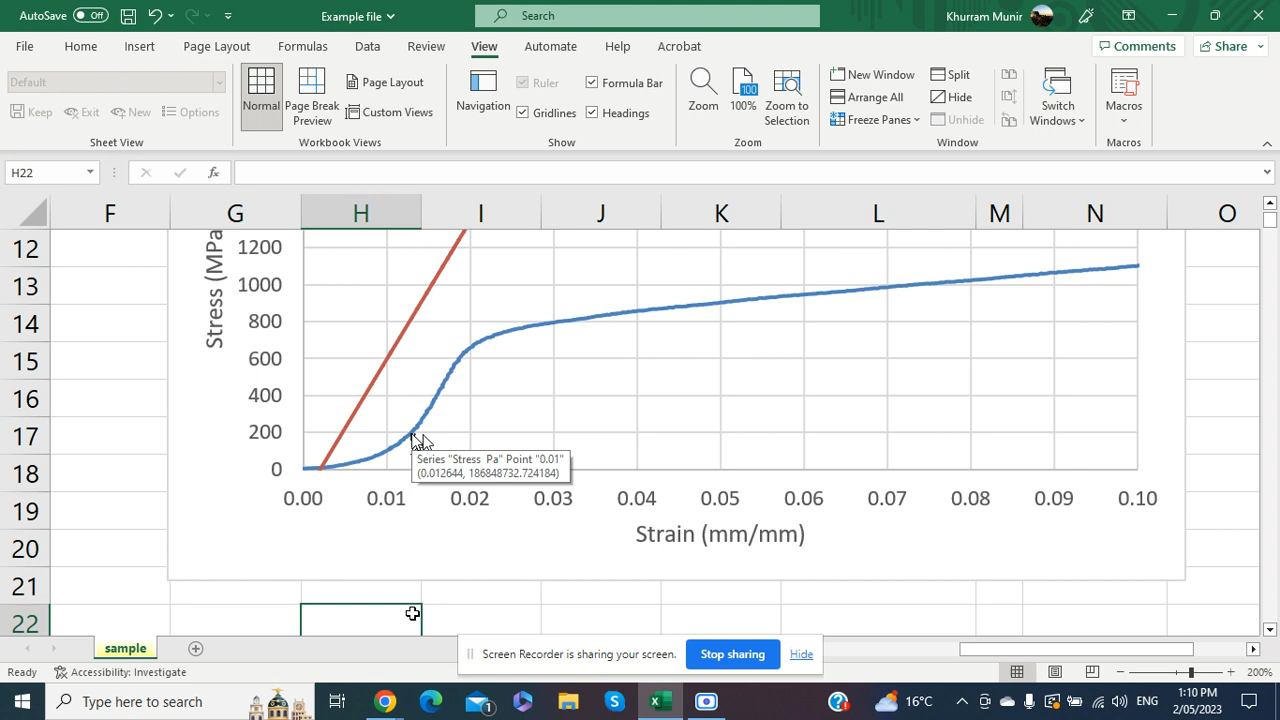 AutoSave Off Example file Search Khurram Munir
File Home Insert Page Layout Formulas Data Review View Automate Help Acrobat Comments Share
Default
Keep Exit New Options
Sheet View
Normal
Page Break
Preview
Page Layout
Custom Views
Workbook Views
Navigation
Ruler
Formula Bar
Gridlines
Headings
Show
Zoom
100
100%
Zoom to
Selection
Zoom
New Window
Arrange All
Freeze Panes
Split
Hide
Unhide
Switch
Windows
Window
Macros
Macros
H22
fx
F G H I J K L M N O
12
13
14
15
16
17
18
19
20
21
22
Stress (MPa
1200
1000
800
600
400
200
0
Series "Stress Pa" Point "0.01"
(0.012644, 186848732.724184)
0.00 0.01 0.02 0.03 0.04 0.05 0.06 0.07 0.08 0.09 0.10
Strain (mm/mm)
sample
Screen Recorder is sharing your screen. Stop sharing Hide
Ready Accessibility: Investigate 200%
Type here to search
1
16°C
ENG
1:10 PM
2/05/2023